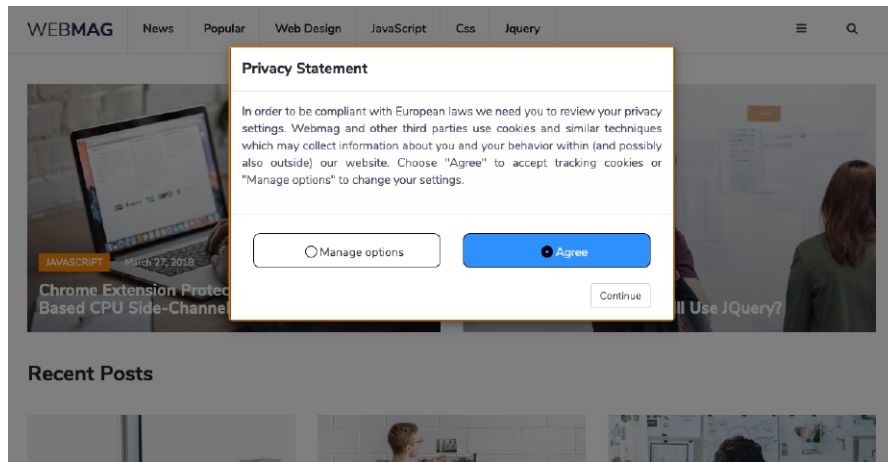 WEBMAG News Popular Web Design JavaScript Css Jquery
Privacy Statement
In order to be compliant with European laws we need you to review your privacy
settings. Webmag and other third parties use cookies and similar techniques
which may collect information about you and your behavior within (and possibly
also outside) our website. Choose "Agree" to accept tracking cookies or
"Manage options" to change your settings.
Manage options
Agree
Continue
JAVASCRIPT March 27, 2018
Chrome Extension Protec
Based CPU Side-Channel
ll Use JQuery?
Recent Posts